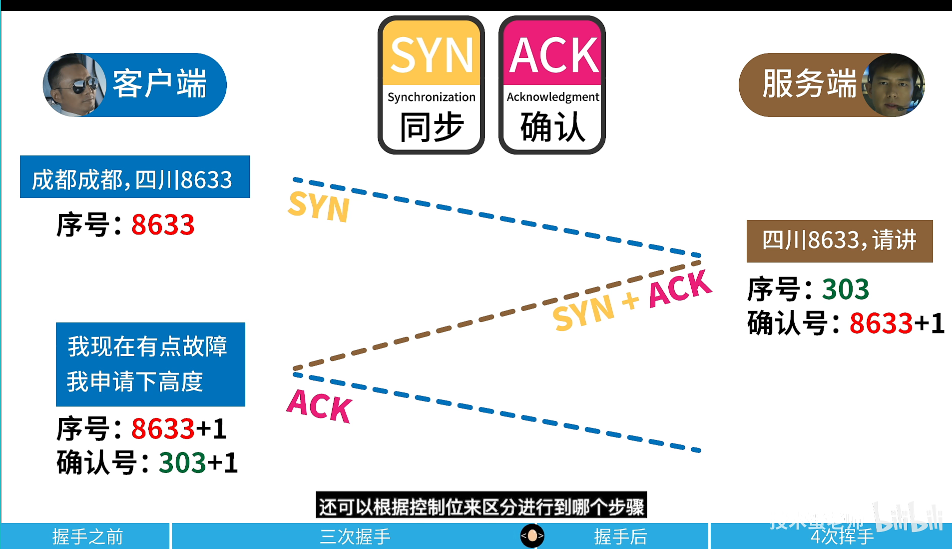 SYN
Synchronization
同步
ACK
Acknowledgment
确认
客户端
服务端
成都成都，四川8633
序号：8633
SYN
四川8633，请讲
序号：303
确认号：8633+1
SYN + ACK
我现在有点故障
我申请下高度
序号：8633+1
确认号：303+1
ACK
还可以根据控制位来区分进行到哪个步骤
技术蛋老师 bilibili
握手之前
三次握手
握手后
4次挥手